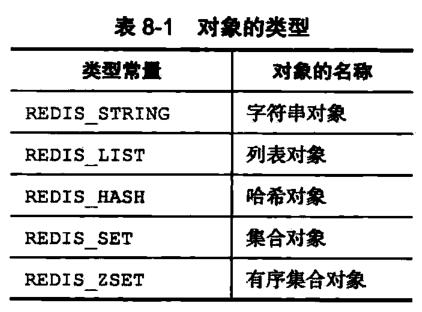 表 8-1 对象的类型
类型常量 对象的名称
REDIS_STRING 字符串对象
REDIS_LIST 列表对象
REDIS_HASH 哈希对象
REDIS_SET 集合对象
REDIS_ZSET 有序集合对象